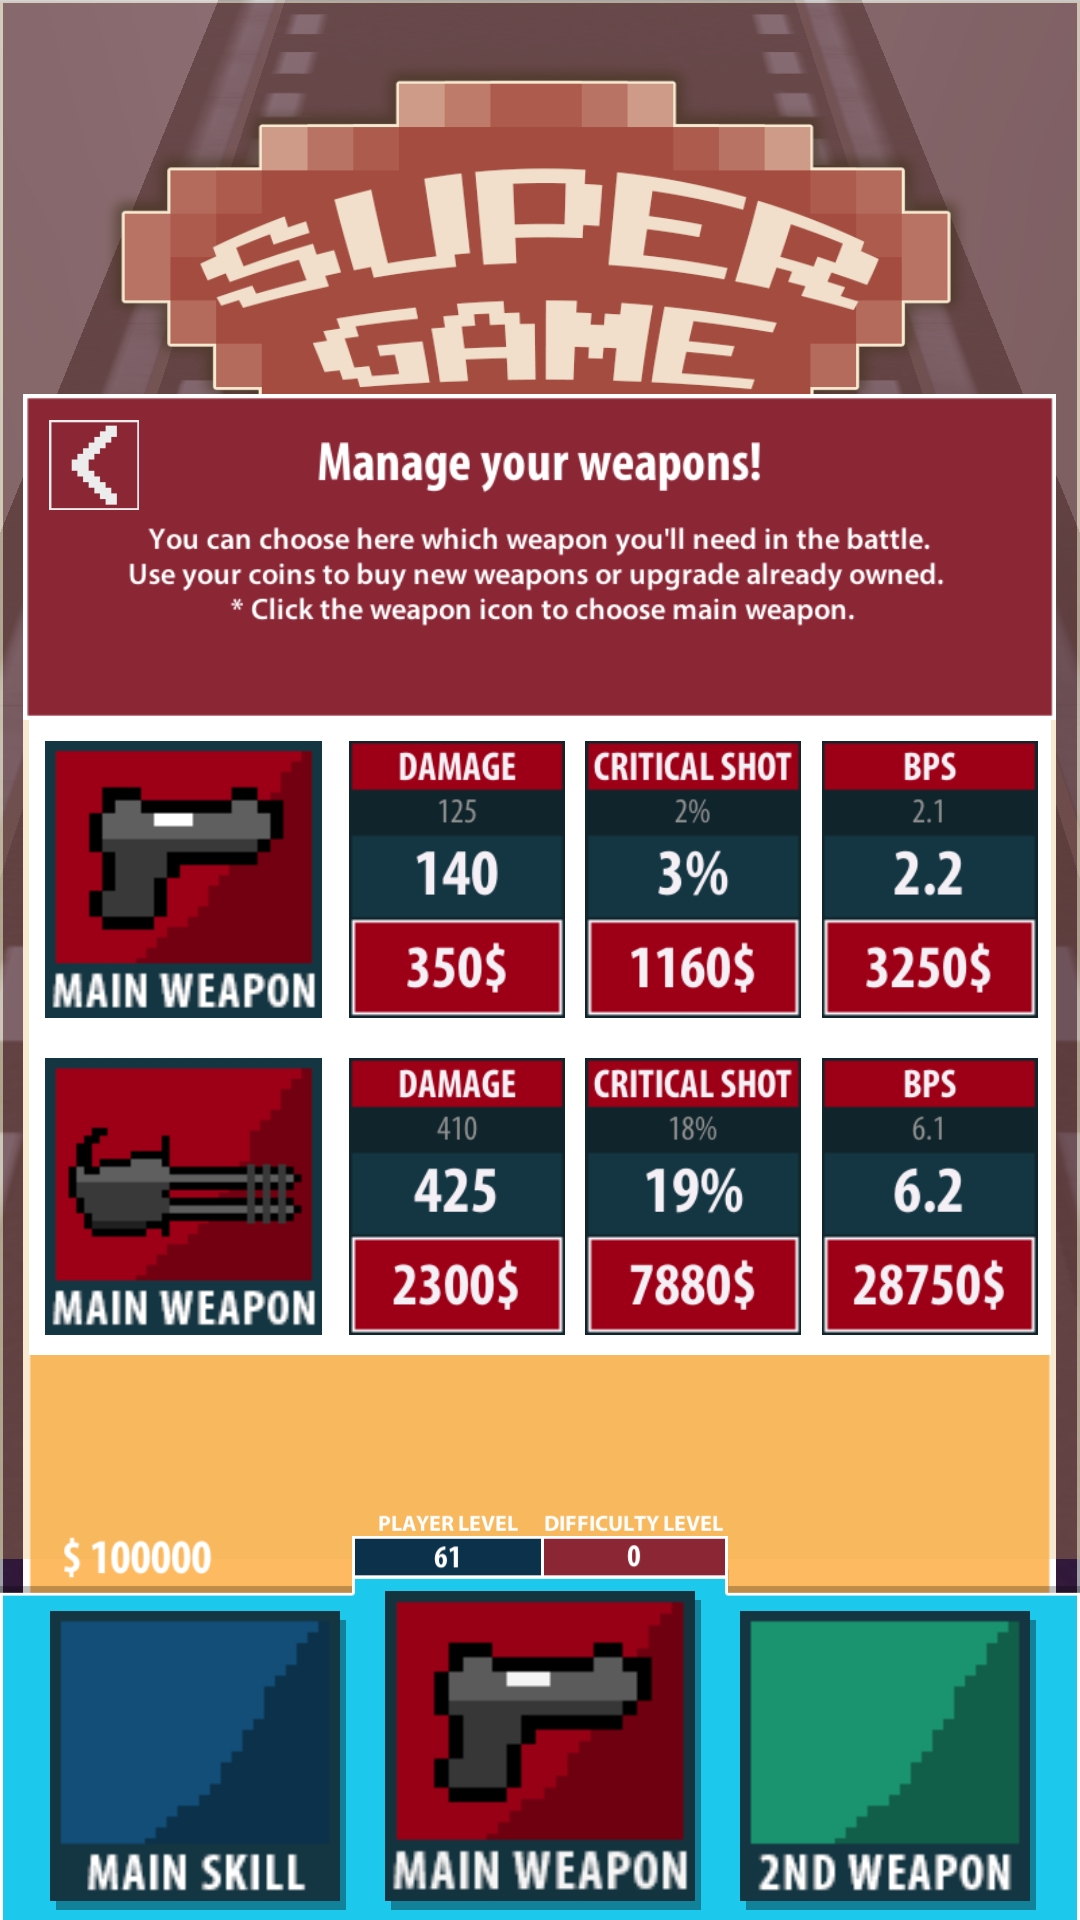 SUPER
GAME
Manage your weapons!
You can choose here which weapon you'll need in the battle.
Use your coins to buy new weapons or upgrade already owned.
* Click the weapon icon to choose main weapon.
DAMAGE CRITICAL SHOT BPS
125 2% 2.1
140 3% 2.2
350$ 1160$ 3250$
MAIN WEAPON
DAMAGE CRITICAL SHOT BPS
410 18% 6.1
425 19% 6.2
2300$ 7880$ 28750$
MAIN WEAPON
PLAYER LEVEL DIFFICULTY LEVEL
$ 100000 61 0
MAIN SKILL MAIN WEAPON 2ND WEAPON